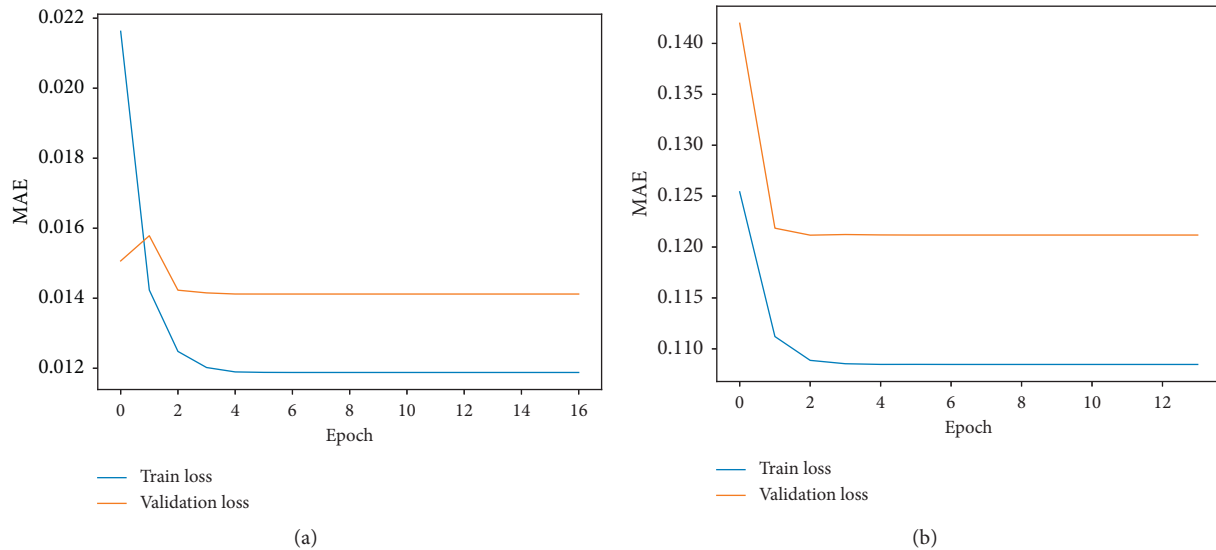 0.022
0.020
0.018
0.016
0.014
0.012
MAE
0 2 4 6 8 10 12 14 16
Epoch
Train loss
Validation loss
(a)
0.140
0.135
0.130
0.125
0.120
0.115
0.110
MAE
0 2 4 6 8 10 12
Epoch
Train loss
Validation loss
(b)